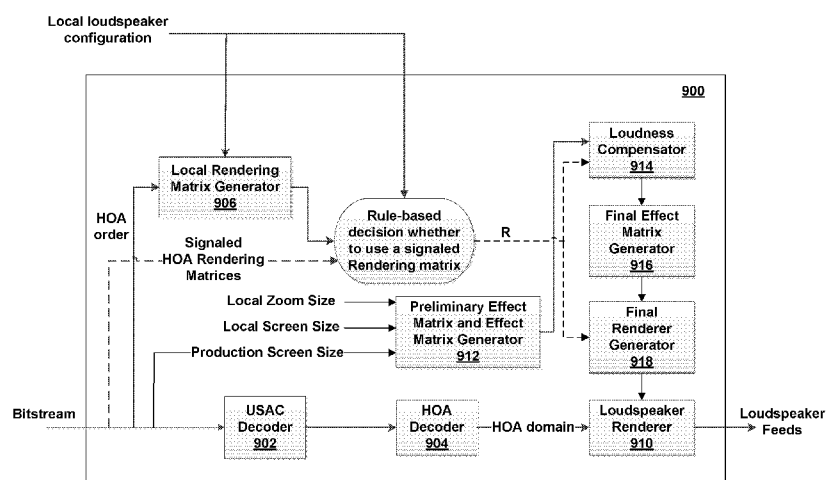 Local loudspeaker
configuration
900
Loudness
Compensator
914
Local Rendering
Matrix Generator
906
HOA
order
Rule-based
decision whether
to use a signaled
Rendering matrix
R
Final Effect
Matrix
Generator
916
Signaled
HOA Rendering
Matrices
Local Zoom Size
Local Screen Size
Production Screen Size
Preliminary Effect
Matrix and Effect
Matrix Generator
912
Final
Renderer
Generator
918
Bitstream
USAC
Decoder
902
HOA
Decoder
904
HOA domain
Loudspeaker
Renderer
910
Loudspeaker
Feeds